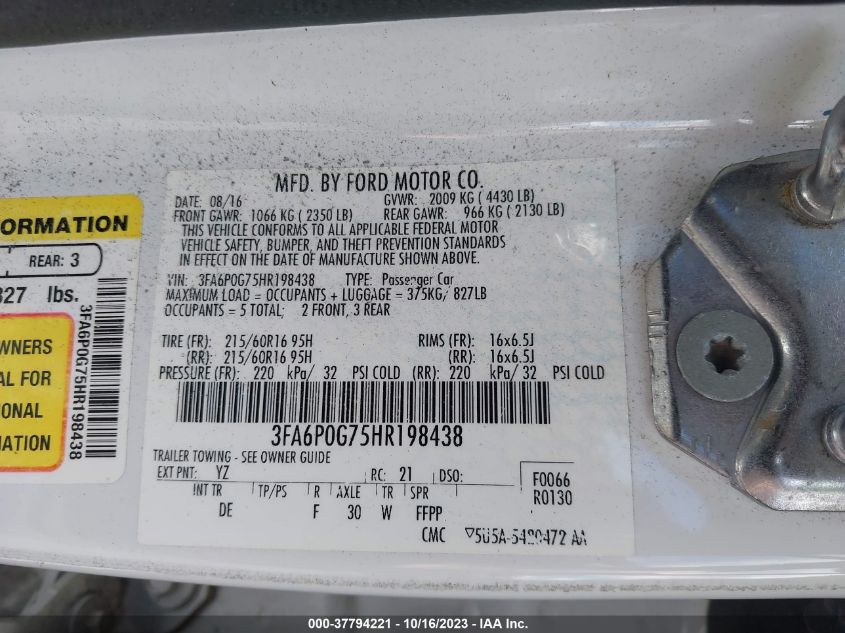 ORMATION
REAR: 3
827 lbs.
OWNERS
AL FOR
IONAL
MATION
3FA6P0G75HR198438
MFD. BY FORD MOTOR CO.
DATE: 08/16 GVWR: 2009 KG ( 4430 LB)
FRONT GAWR: 1066 KG ( 2350 LB) REAR GAWR: 966 KG ( 2130 LB)
THIS VEHICLE CONFORMS TO ALL APPLICABLE FEDERAL MOTOR
VEHICLE SAFETY, BUMPER, AND THEFT PREVENTION STANDARDS
IN EFFECT ON THE DATE OF MANUFACTURE SHOWN ABOVE.
VIN: 3FA6P0G75HR198438 TYPE: Passenger Car
MAXIMUM LOAD = OCCUPANTS + LUGGAGE = 375KG/ 827LB
OCCUPANTS = 5 TOTAL; 2 FRONT, 3 REAR
TIRE (FR): 215/60R16 95H RIMS (FR): 16x6.5J
(RR): 215/60R16 95H (RR): 16x6.5J
PRESSURE (FR): 220 kPa/ 32 PSI COLD (RR): 220 kPa/ 32 PSI COLD
3FA6P0G75HR198438
TRAILER TOWING - SEE OWNER GUIDE
EXT PNT: YZ RC: 21 DSO: F0066
INT TR TP/PS R AXLE TR SPR R0130
DE F 30 W FFPP
CMC 5U5A-5420472 AA
000-37794221 - 10/16/2023 - IAA Inc.